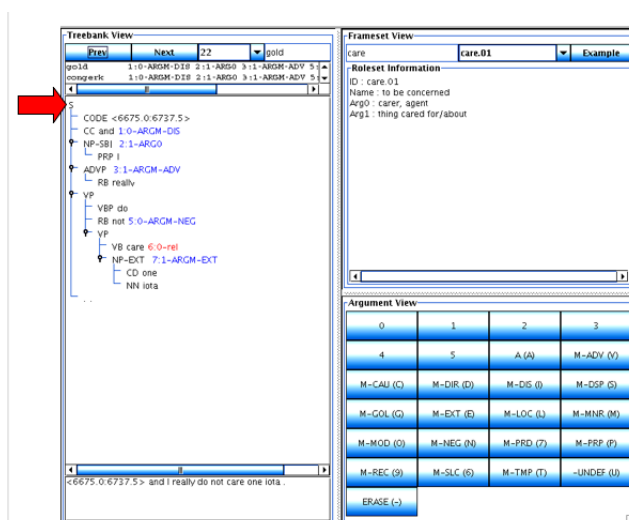 Treebank View
Prev Next 22 gold
gold 1:0-ARGM-DIS 2:1-ARG0 3:1-ARGM-ADV 5:
congerk 1:0-ARGM-DIS 2:1-ARG0 3:1-ARGM-ADV 5:
S
CODE <6675.0:6737.5>
CC and 1:0-ARGM-DIS
NP-SBJ 2:1-ARG0
PRP I
ADVP 3:1-ARGM-ADV
RB really
VP
VBP do
RB not 5:0-ARGM-NEG
VP
VB care 6:0-rel
NP-EXT 7:1-ARGM-EXT
CD one
NN iota
. .
<6675.0:6737.5> and I really do not care one iota .
Frameset View
care care.01 Example
Roleset Information
ID : care.01
Name : to be concerned
Arg0 : carer, agent
Arg1 : thing cared for/about
Argument View
0 1 2 3
4 5 A (A) M-ADV (V)
M-CAU (C) M-DIR (D) M-DIS (I) M-DSP (S)
M-GOL (G) M-EXT (E) M-LOC (L) M-MNR (M)
M-MOD (O) M-NEG (N) M-PRD (7) M-PRP (P)
M-REC (9) M-SLC (6) M-TMP (T) -UNDEF (U)
ERASE (-)